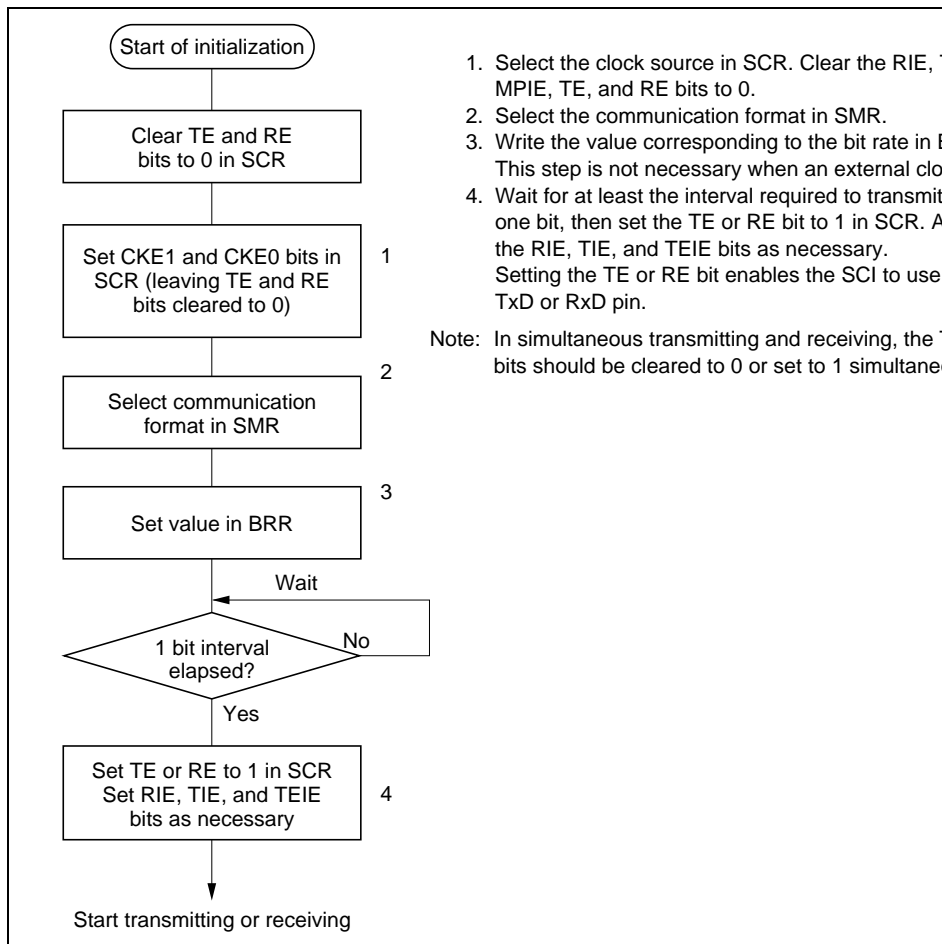 Start of initialization
Clear TE and RE
bits to 0 in SCR
Set CKE1 and CKE0 bits in
SCR (leaving TE and RE
bits cleared to 0)
1
2
Select communication
format in SMR
3
Set value in BRR
Wait
1 bit interval
elapsed?
No
Yes
Set TE or RE to 1 in SCR
Set RIE, TIE, and TEIE
bits as necessary
4
Start transmitting or receiving
1. Select the clock source in SCR. Clear the RIE,
MPIE, TE, and RE bits to 0.
2. Select the communication format in SMR.
3. Write the value corresponding to the bit rate in
This step is not necessary when an external
4. Wait for at least the interval required to transmit
one bit, then set the TE or RE bit to 1 in SCR.
the RIE, TIE, and TEIE bits as necessary.
Setting the TE or RE bit enables the SCI to use
TxD or RxD pin.
Note: In simultaneous transmitting and receiving, the
bits should be cleared to 0 or set to 1